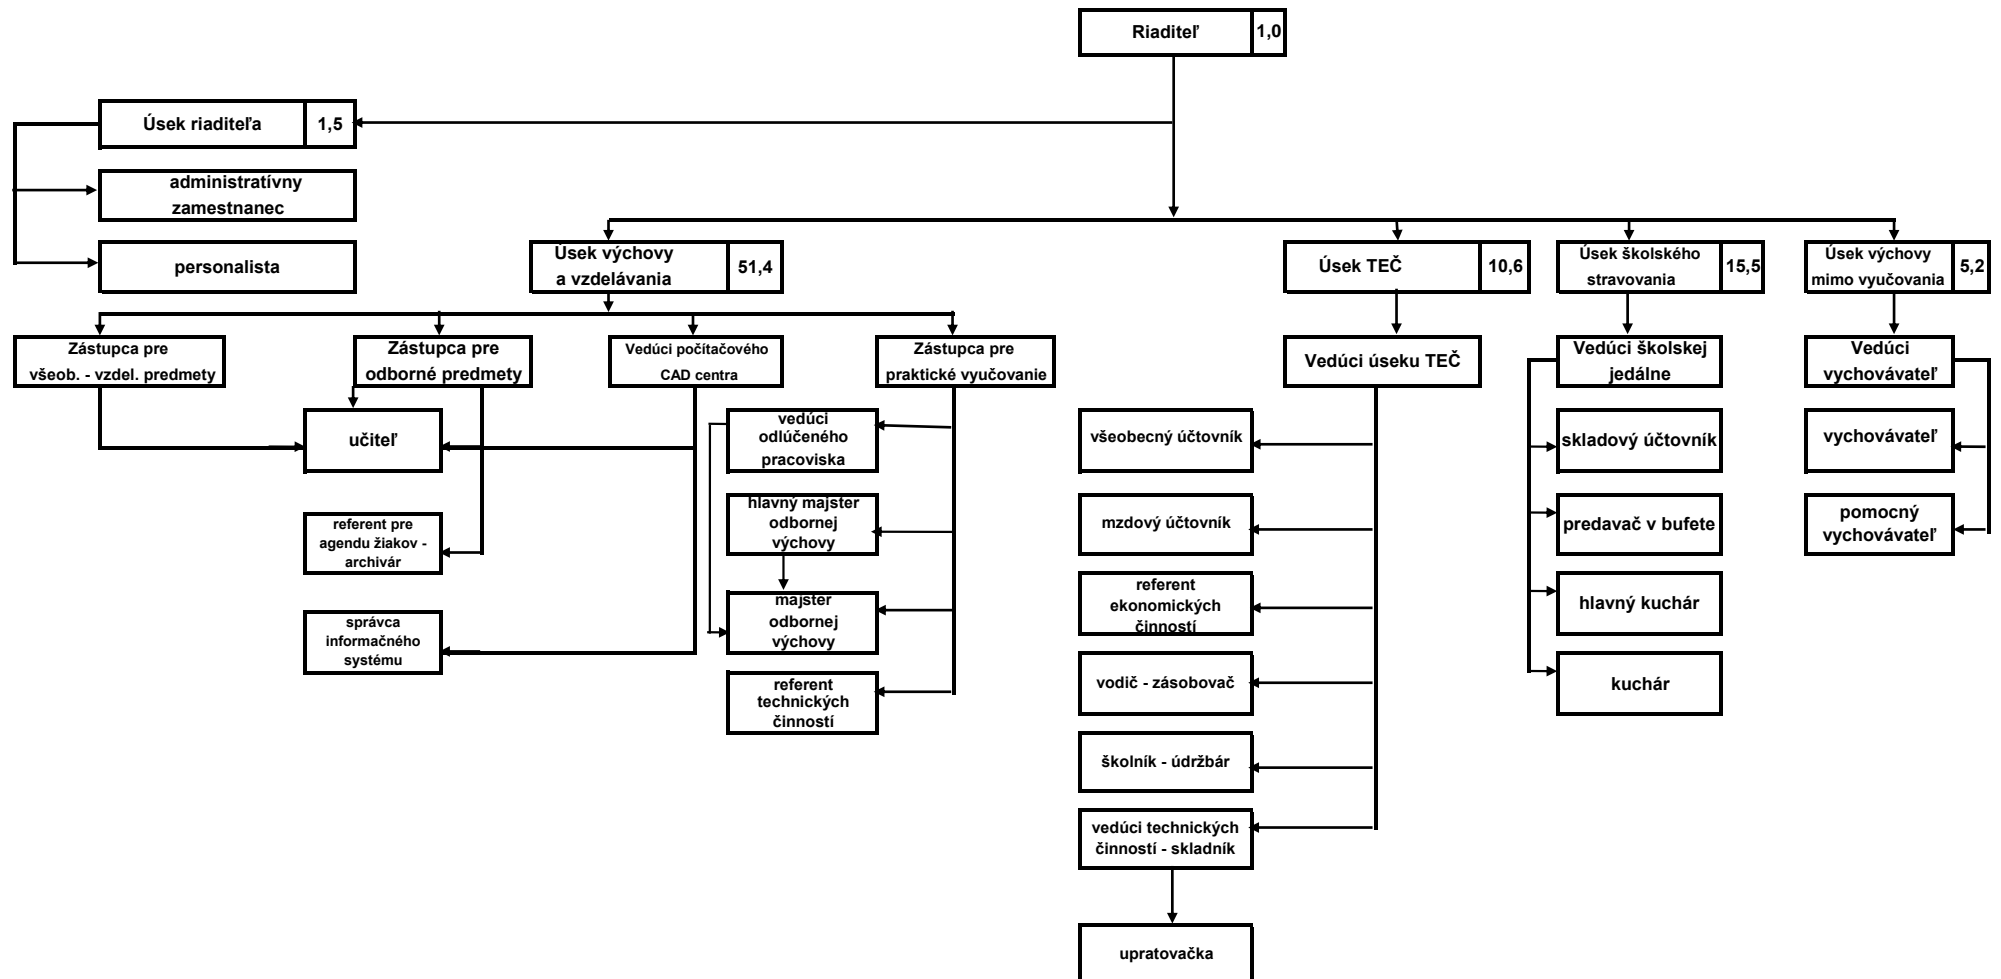 Riaditeľ
1,0
Úsek riaditeľa
1,5
administratívny
zamestnanec
personalista
Úsek výchovy
a vzdelávania
51,4
Úsek TEČ
10,6
Úsek školského
stravovania
15,5
Úsek výchovy
mimo vyučovania
5,2
Zástupca pre
všeob. - vzdel. predmety
Zástupca pre
odborné predmety
Vedúci počítačového
CAD centra
Zástupca pre
praktické vyučovanie
Vedúci úseku TEČ
Vedúci školskej
jedálne
Vedúci
vychovávateľ
učiteľ
referent pre
agendu žiakov -
archivár
správca
informačného
systému
vedúci
odlúčeného
pracoviska
hlavný majster
odbornej
výchovy
majster
odbornej
výchovy
referent
technických
činností
všeobecný účtovník
mzdový účtovník
referent
ekonomických
činností
vodič - zásobovač
školník - údržbár
vedúci technických
činností - skladník
upratovačka
skladový účtovník
predavač v bufete
hlavný kuchár
kuchár
vychovávateľ
pomocný
vychovávateľ